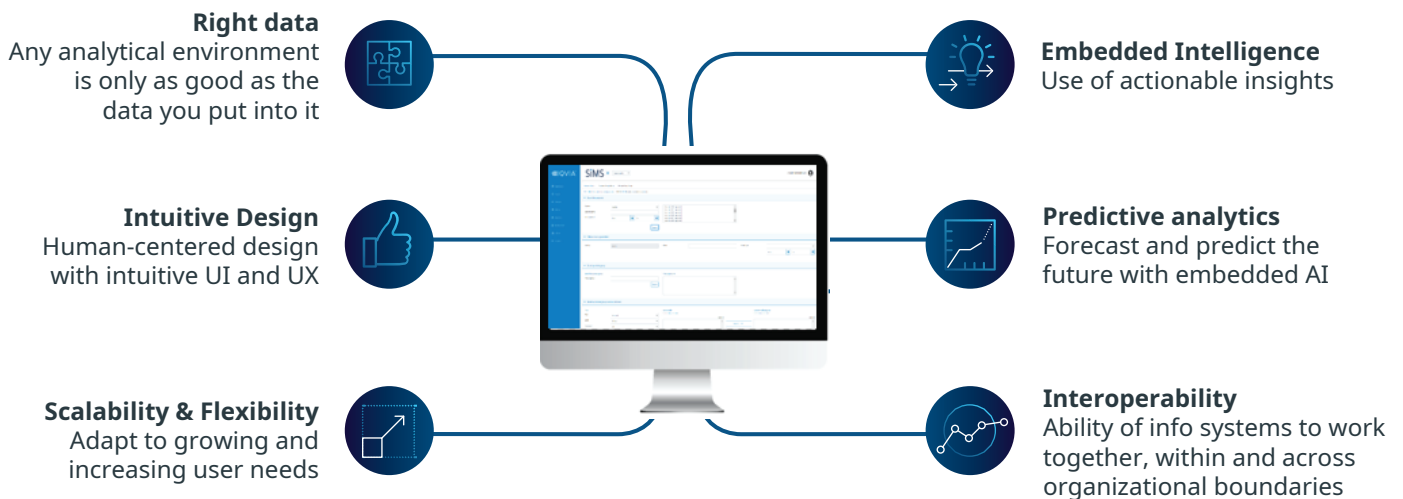 Right data
Any analytical environment
is only as good as the
data you put into it
Intuitive Design
Human-centered design
with intuitive UI and UX
Scalability & Flexibility
Adapt to growing and
increasing user needs
IQVIA
SIMS
Embedded Intelligence
Use of actionable insights
Predictive analytics
Forecast and predict the
future with embedded AI
Interoperability
Ability of info systems to work
together, within and across
organizational boundaries